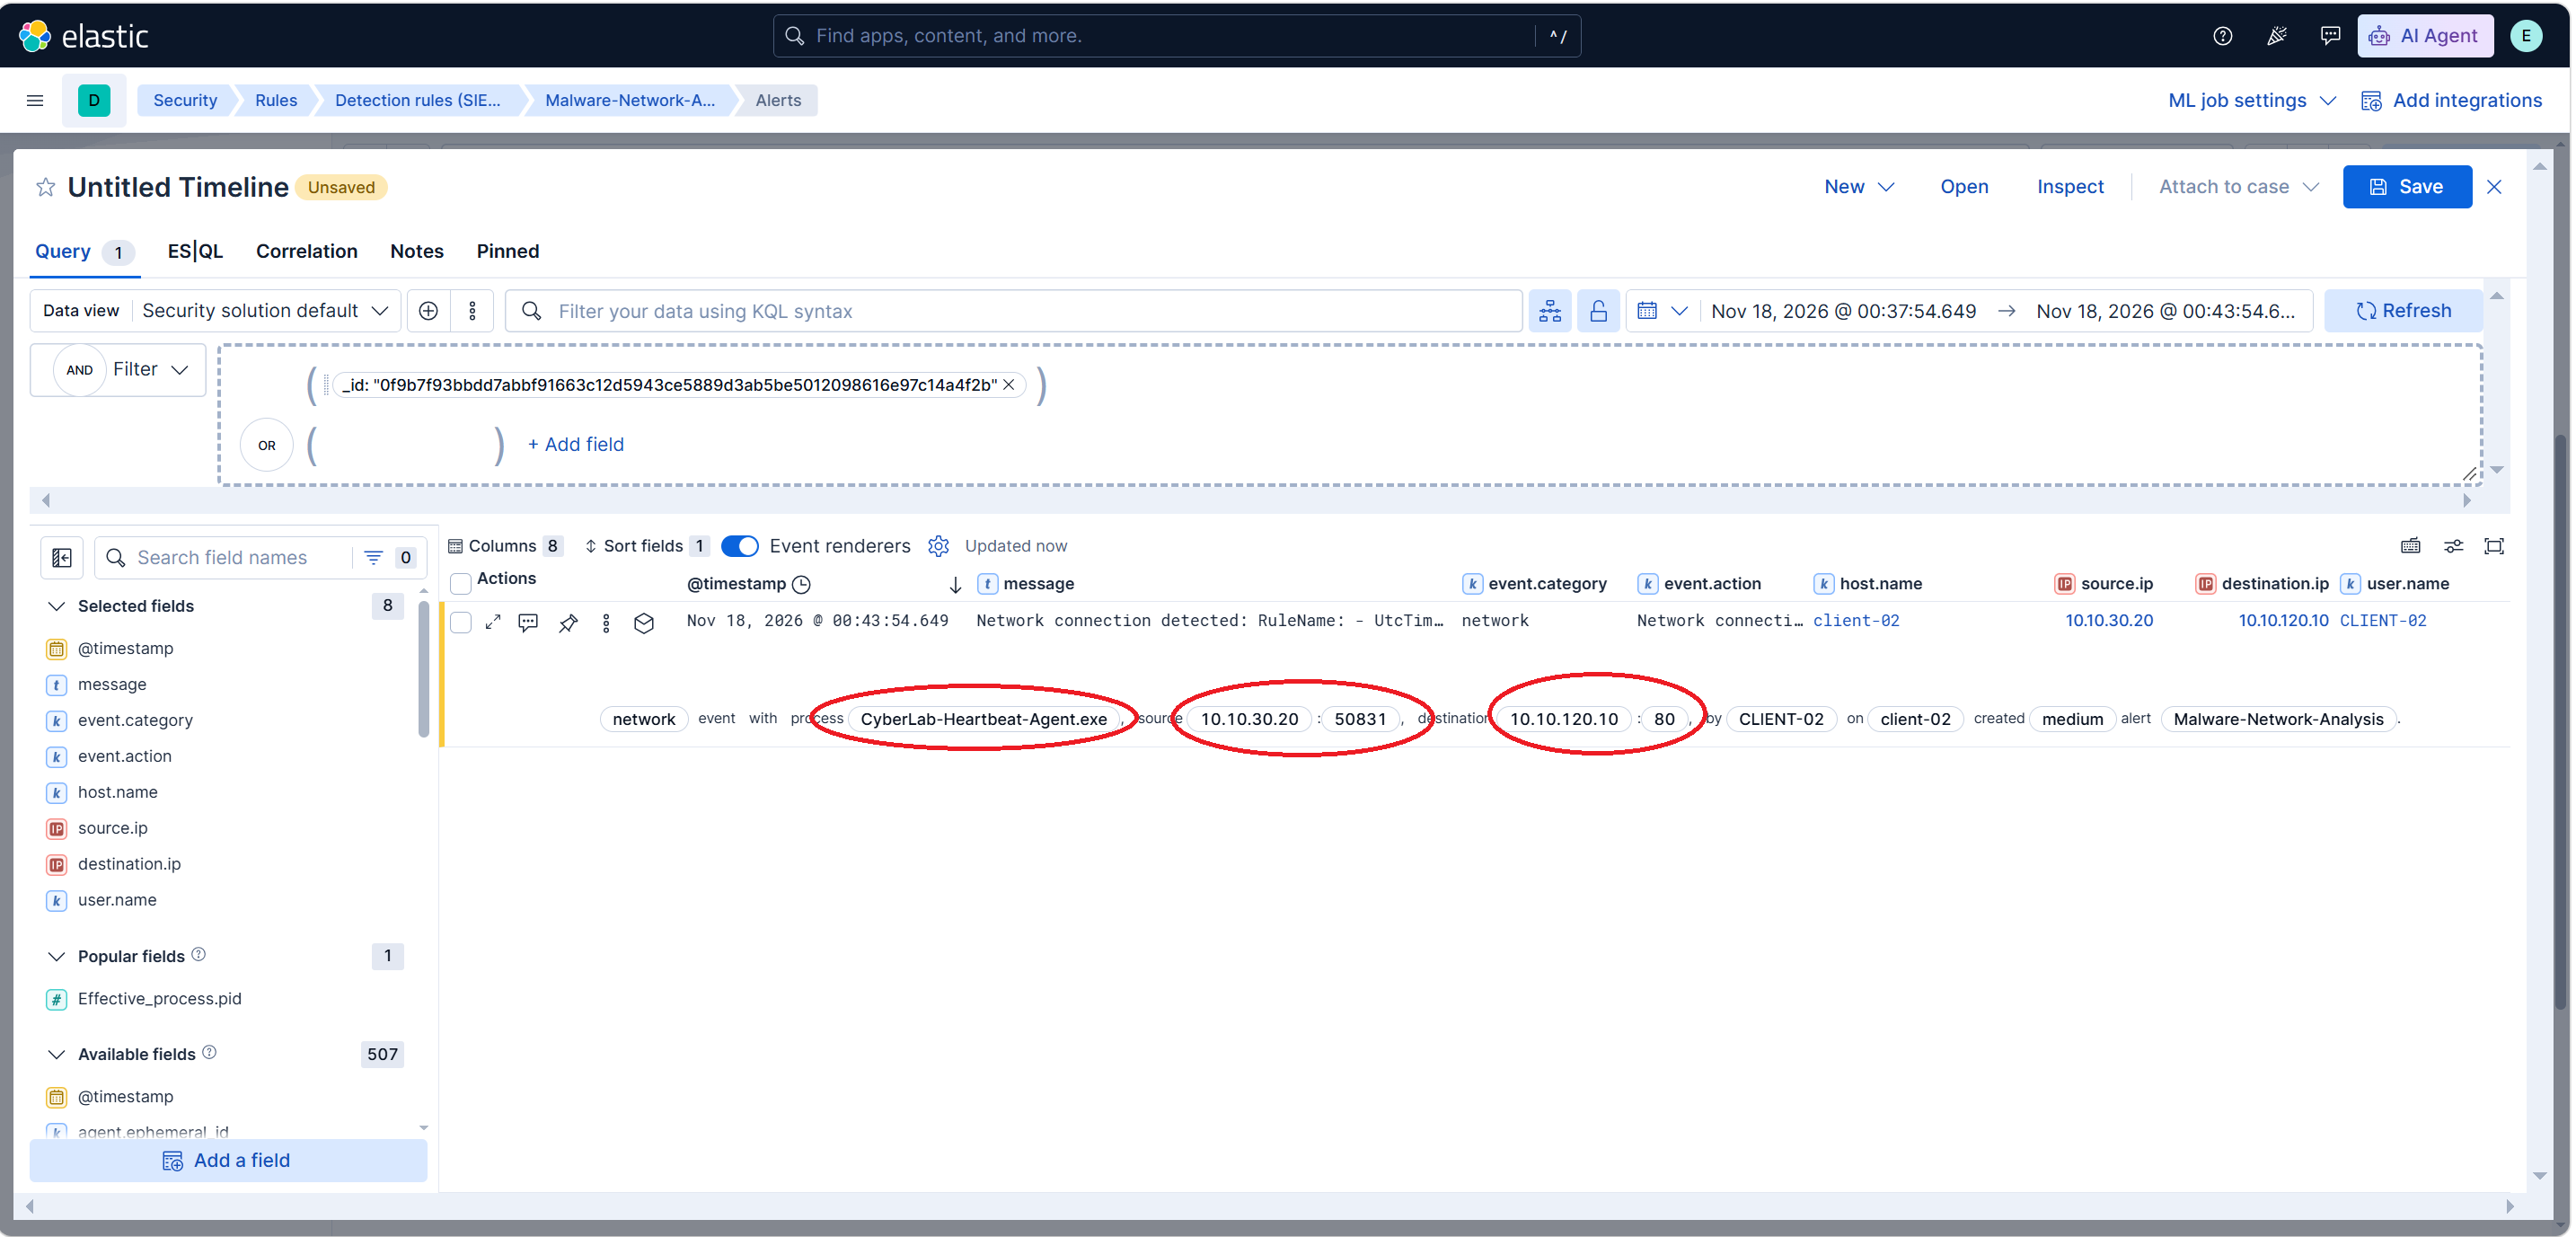 elastic
Find apps, content, and more.
^ /
AI Agent
E
D
Security
Rules
Detection rules (SIE...
Malware-Network-A...
Alerts
ML job settings
Add integrations
Untitled Timeline
Unsaved
New
Open
Inspect
Attach to case
Save
Query 1
ES|QL
Correlation
Notes
Pinned
Data view
Security solution default
Filter your data using KQL syntax
Nov 18, 2026 @ 00:37:54.649 → Nov 18, 2026 @ 00:43:54.6...
Refresh
AND Filter
( _id: "0f9b7f93bbdd7abbf91663c12d5943ce5889d3ab5be5012098616e97c14a4f2b" )
OR ( ) + Add field
Search field names
0
Columns 8
Sort fields 1
Event renderers
Updated now
Actions
@timestamp
t message
k event.category
k event.action
k host.name
IP source.ip
IP destination.ip
k user.name
Nov 18, 2026 @ 00:43:54.649
Network connection detected: RuleName: - UtcTim...
network
Network connecti...
client-02
10.10.30.20
10.10.120.10
CLIENT-02
network event with process CyberLab-Heartbeat-Agent.exe , source 10.10.30.20 : 50831 , destination 10.10.120.10 : 80 , by CLIENT-02 on client-02 created medium alert Malware-Network-Analysis .
Selected fields 8
@timestamp
t message
k event.category
k event.action
k host.name
IP source.ip
IP destination.ip
k user.name
Popular fields 1
# Effective_process.pid
Available fields 507
@timestamp
k agent.ephemeral_id
Add a field